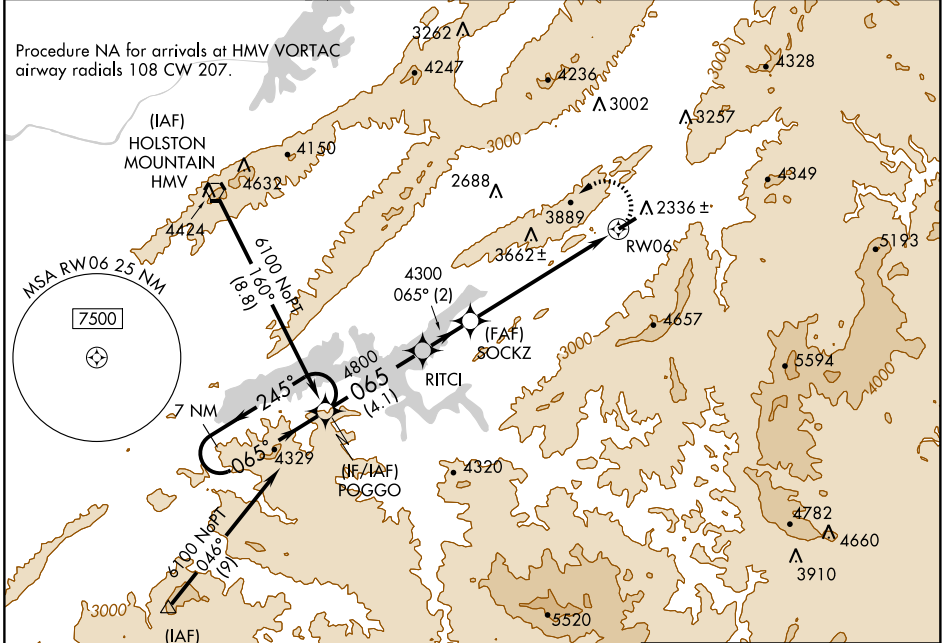 Procedure NA for arrivals at HMV VORTAC
airway radials 108 CW 207.
3262
4247
4236
4328
3000
3002
3257
(IAF)
HOLSTON
MOUNTAIN
HMV
4150
4632
3000
4349
2688
4424
3889
2336 ±
RW06
3662 ±
5193
MSA RW06 25 NM
7500
6100 NoPT
160°
(8.8)
4300
065° (2)
4657
(FAF)
SOCKZ
3000
5594
4000
RITCI
4800
065
(4.1)
245°
7 NM
065°
4329
(IF/IAF)
POGGO
4320
4782
4660
3910
6100 NoPT
046°
(9)
3000
(IAF)
5520